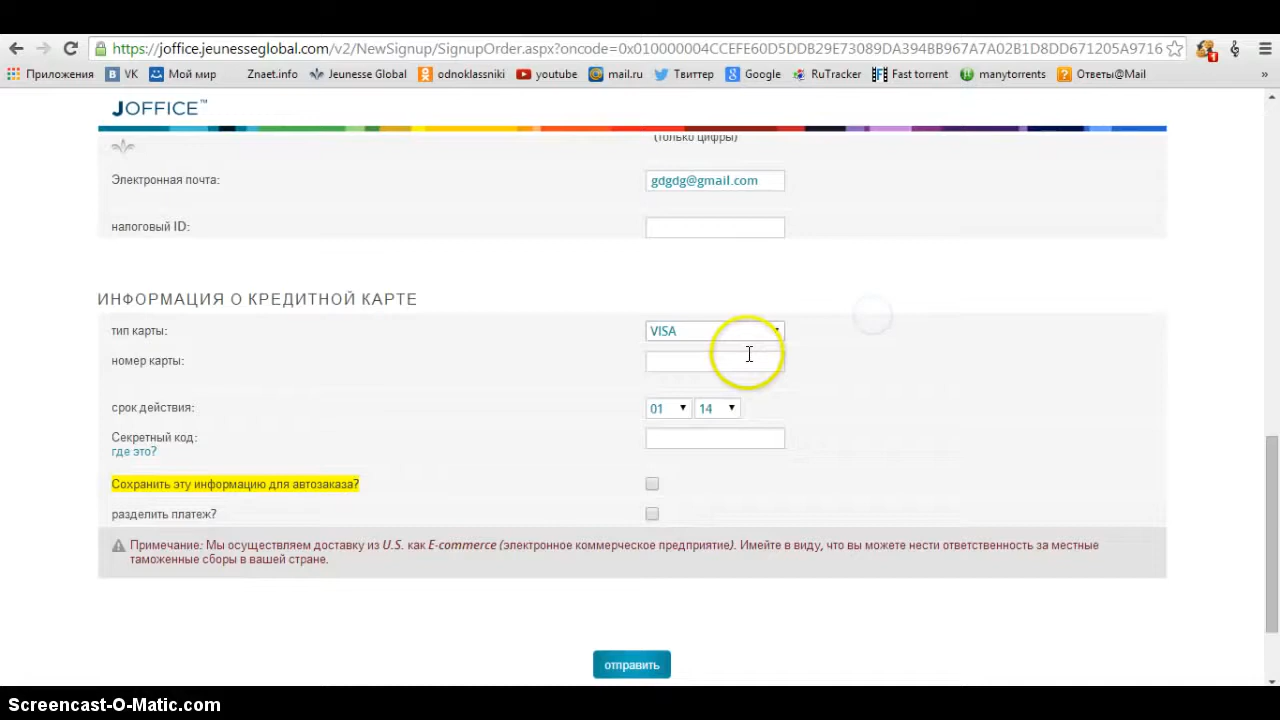 https://joffice.jeunesseglobal.com/v2/NewSignup/SignupOrder.aspx?oncode=0x010000004CCEFE60D5DDB29E73089DA394BB967A7A02B1D8DD671205A9716
Приложения VK Мой мир Znaet.info Jeunesse Global odnoklassniki youtube mail.ru Твиттер Google RuTracker Fast torrent manytorrents Ответы@Mail »
JOFFICE™
(только цифры)
Электронная почта: gdgdg@gmail.com
налоговый ID:
ИНФОРМАЦИЯ О КРЕДИТНОЙ КАРТЕ
тип карты: VISA
номер карты:
срок действия: 01 14
Секретный код:
где это?
Сохранить эту информацию для автозаказа?
разделить платеж?
Примечание: Мы осуществляем доставку из U.S. как E-commerce (электронное коммерческое предприятие). Имейте в виду, что вы можете нести ответственность за местные
таможенные сборы в вашей стране.
отправить
Screencast-O-Matic.com